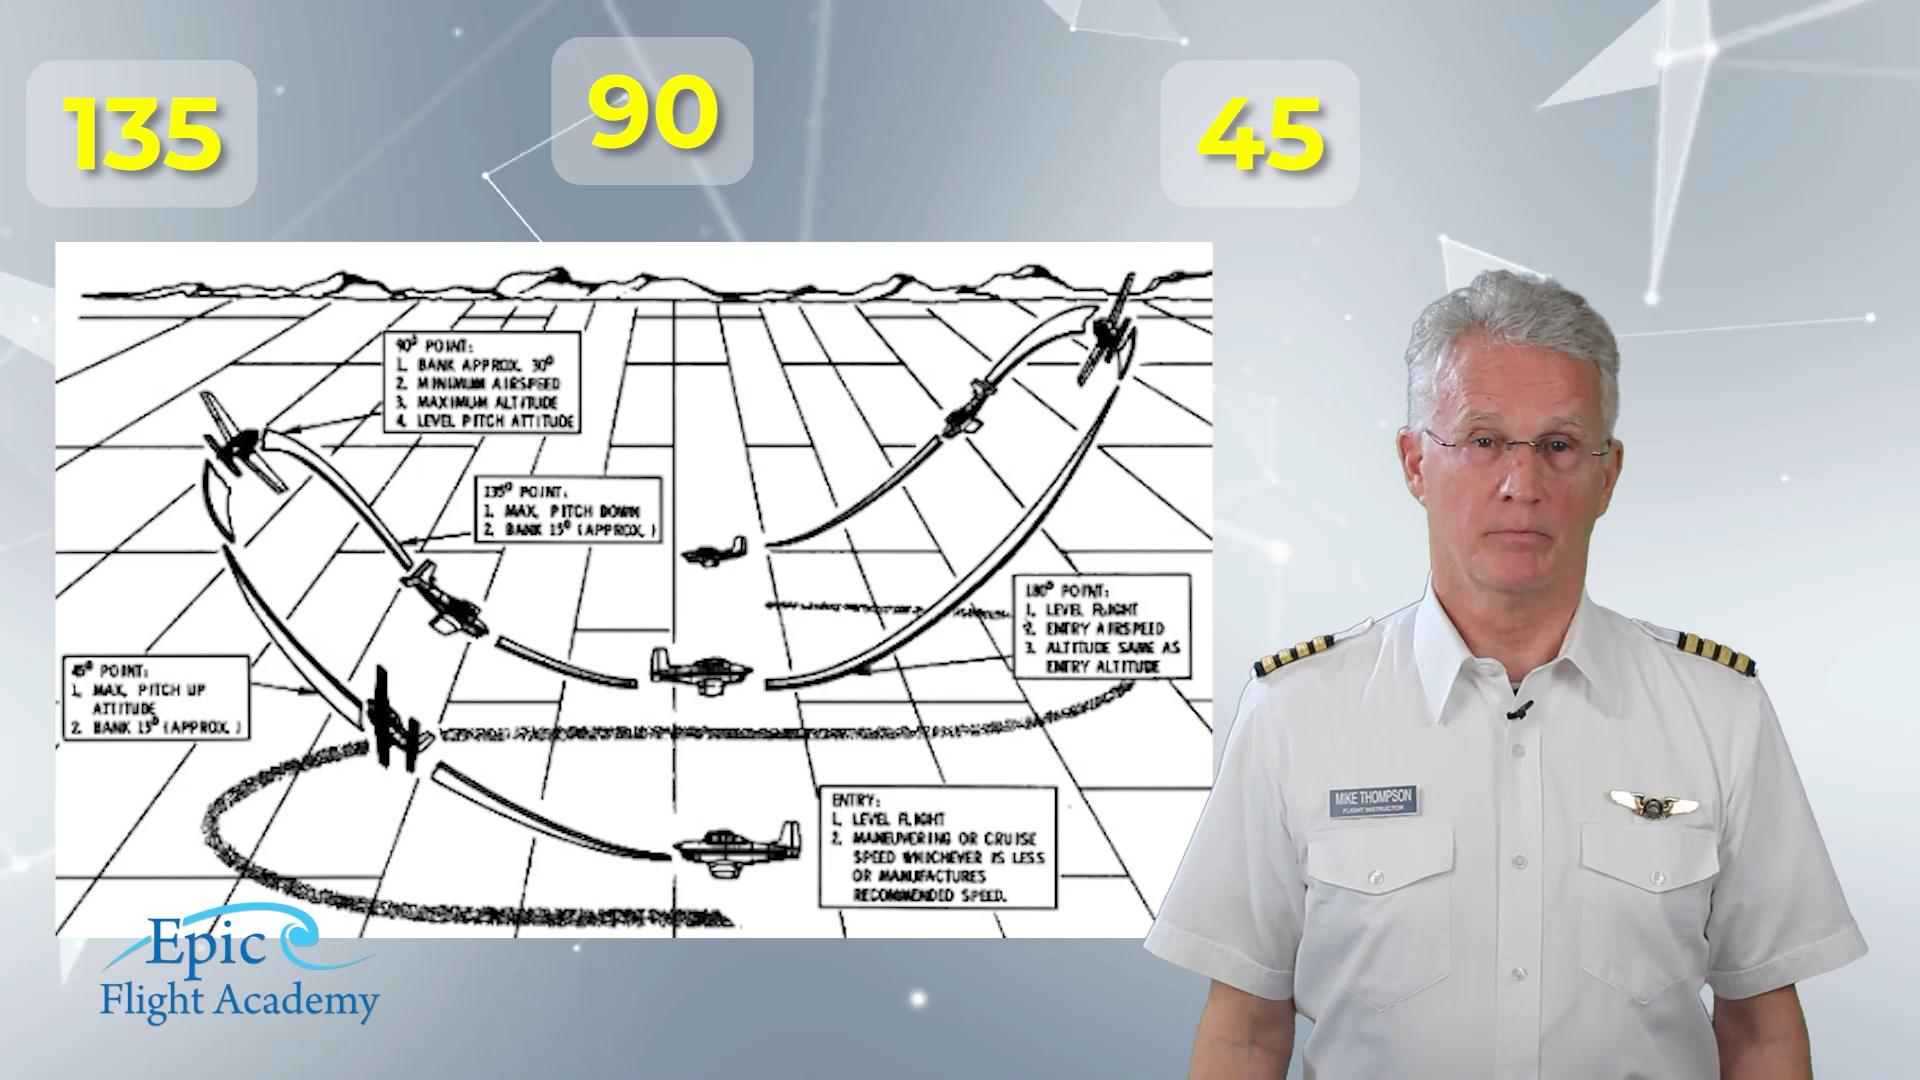 135
90
45
90° POINT:
1. BANK APPROX. 30°
2. MINIMUM AIRSPEED
3. MAXIMUM ALTITUDE
4. LEVEL PITCH ATTITUDE
135° POINT:
1. MAX. PITCH DOWN
2. BANK 15° (APPROX.)
180° POINT:
1. LEVEL FLIGHT
2. ENTRY AIRSPEED
3. ALTITUDE SAME AS
ENTRY ALTITUDE
45° POINT:
1. MAX. PITCH UP
ATTITUDE
2. BANK 15° (APPROX.)
ENTRY:
1. LEVEL FLIGHT
2. MANEUVERING OR CRUISE
SPEED WHICHEVER IS LESS
OR MANUFACTURES
RECOMMENDED SPEED.
MIKE THOMPSON
FLIGHT INSTRUCTOR
Epic
Flight Academy